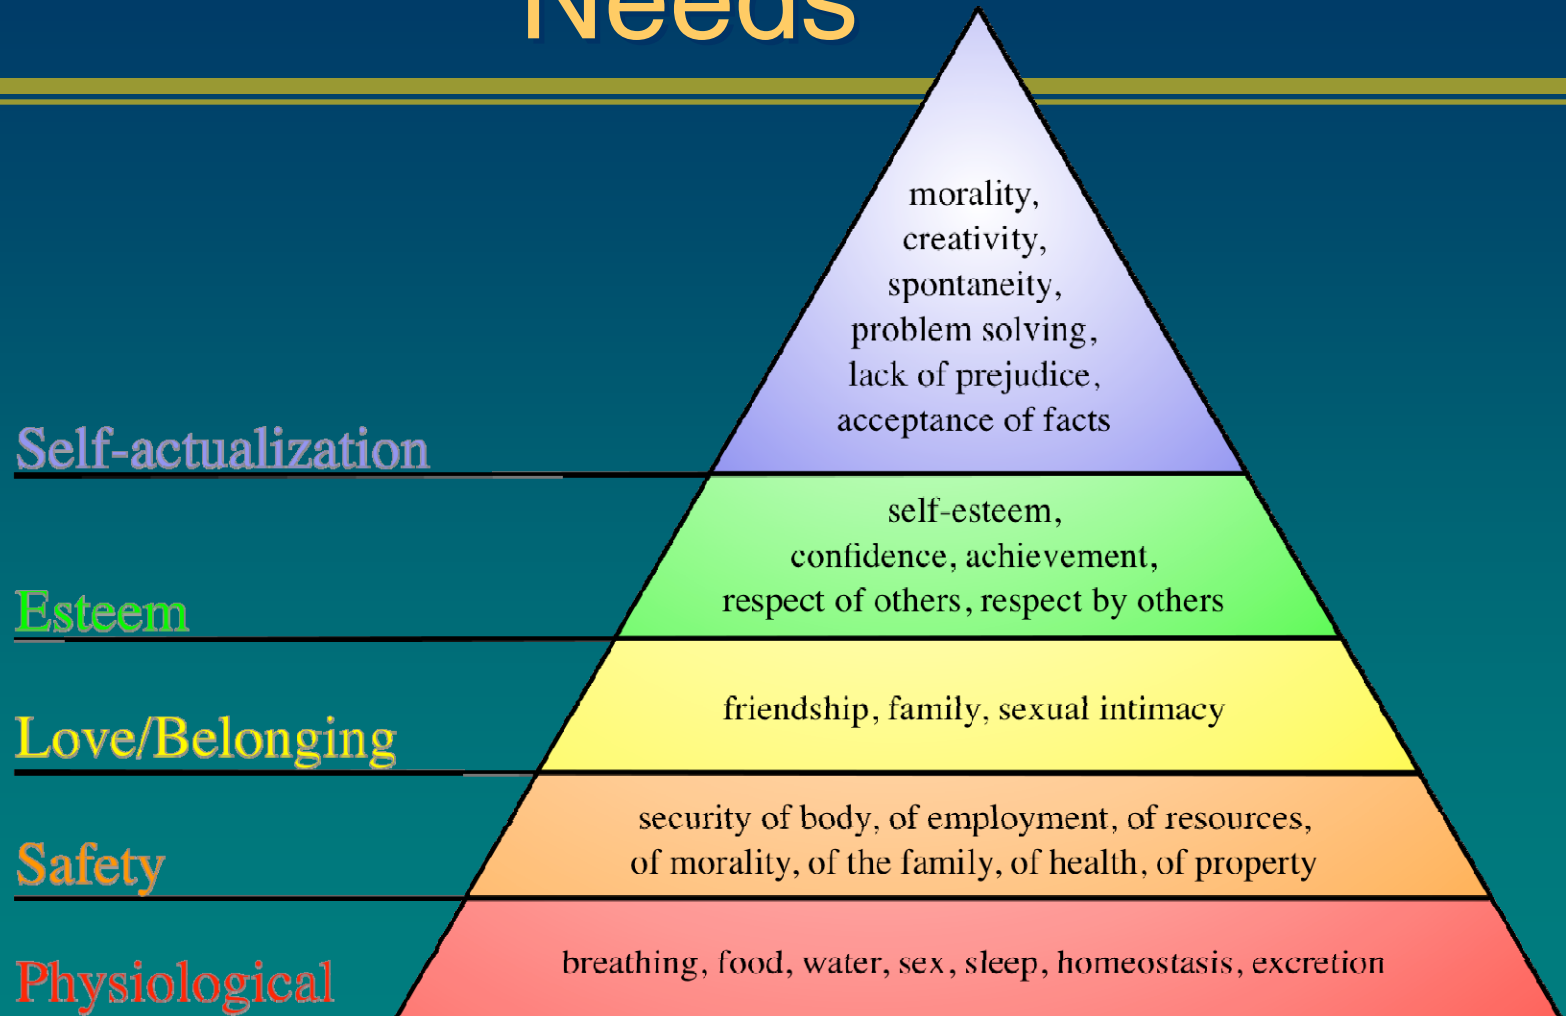 Needs
morality,
creativity,
spontaneity,
problem solving,
lack of prejudice,
acceptance of facts
Self-actualization
self-esteem,
confidence, achievement,
respect of others, respect by others
Esteem
friendship, family, sexual intimacy
Love/Belonging
security of body, of employment, of resources,
of morality, of the family, of health, of property
Safety
breathing, food, water, sex, sleep, homeostasis, excretion
Physiological